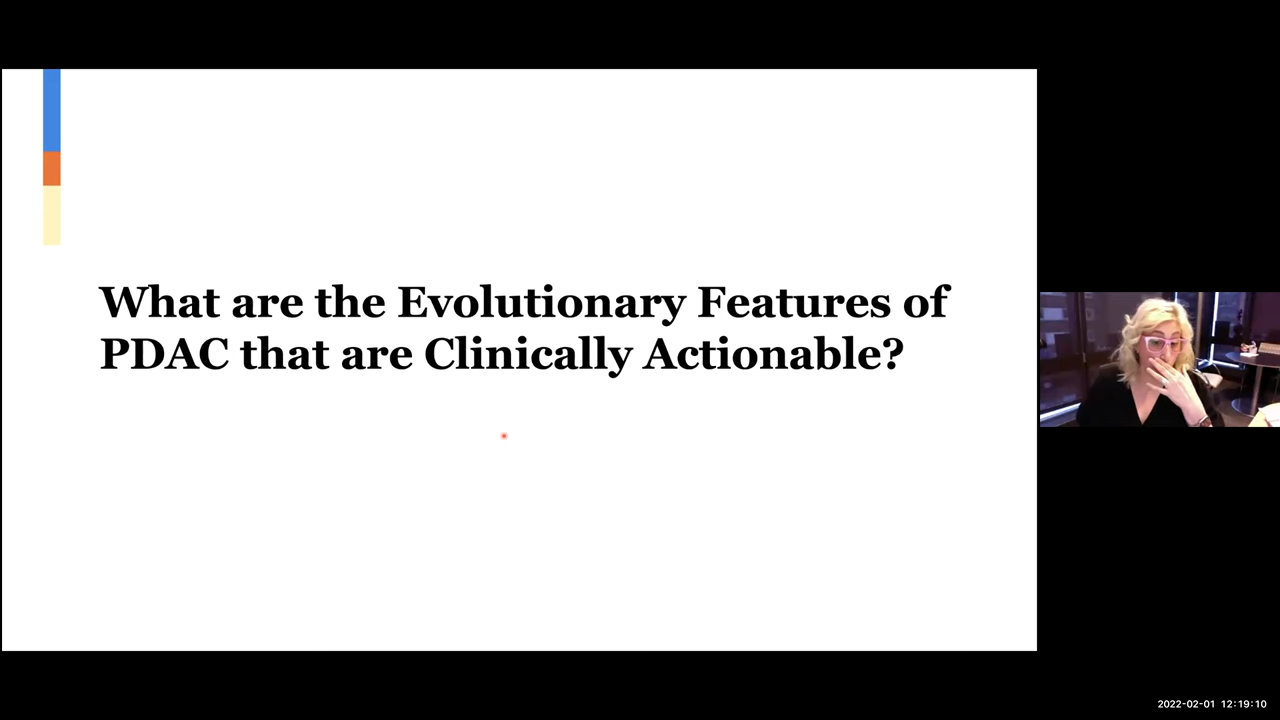 What are the Evolutionary Features of
PDAC that are Clinically Actionable?
2022-02-01 12:19:10